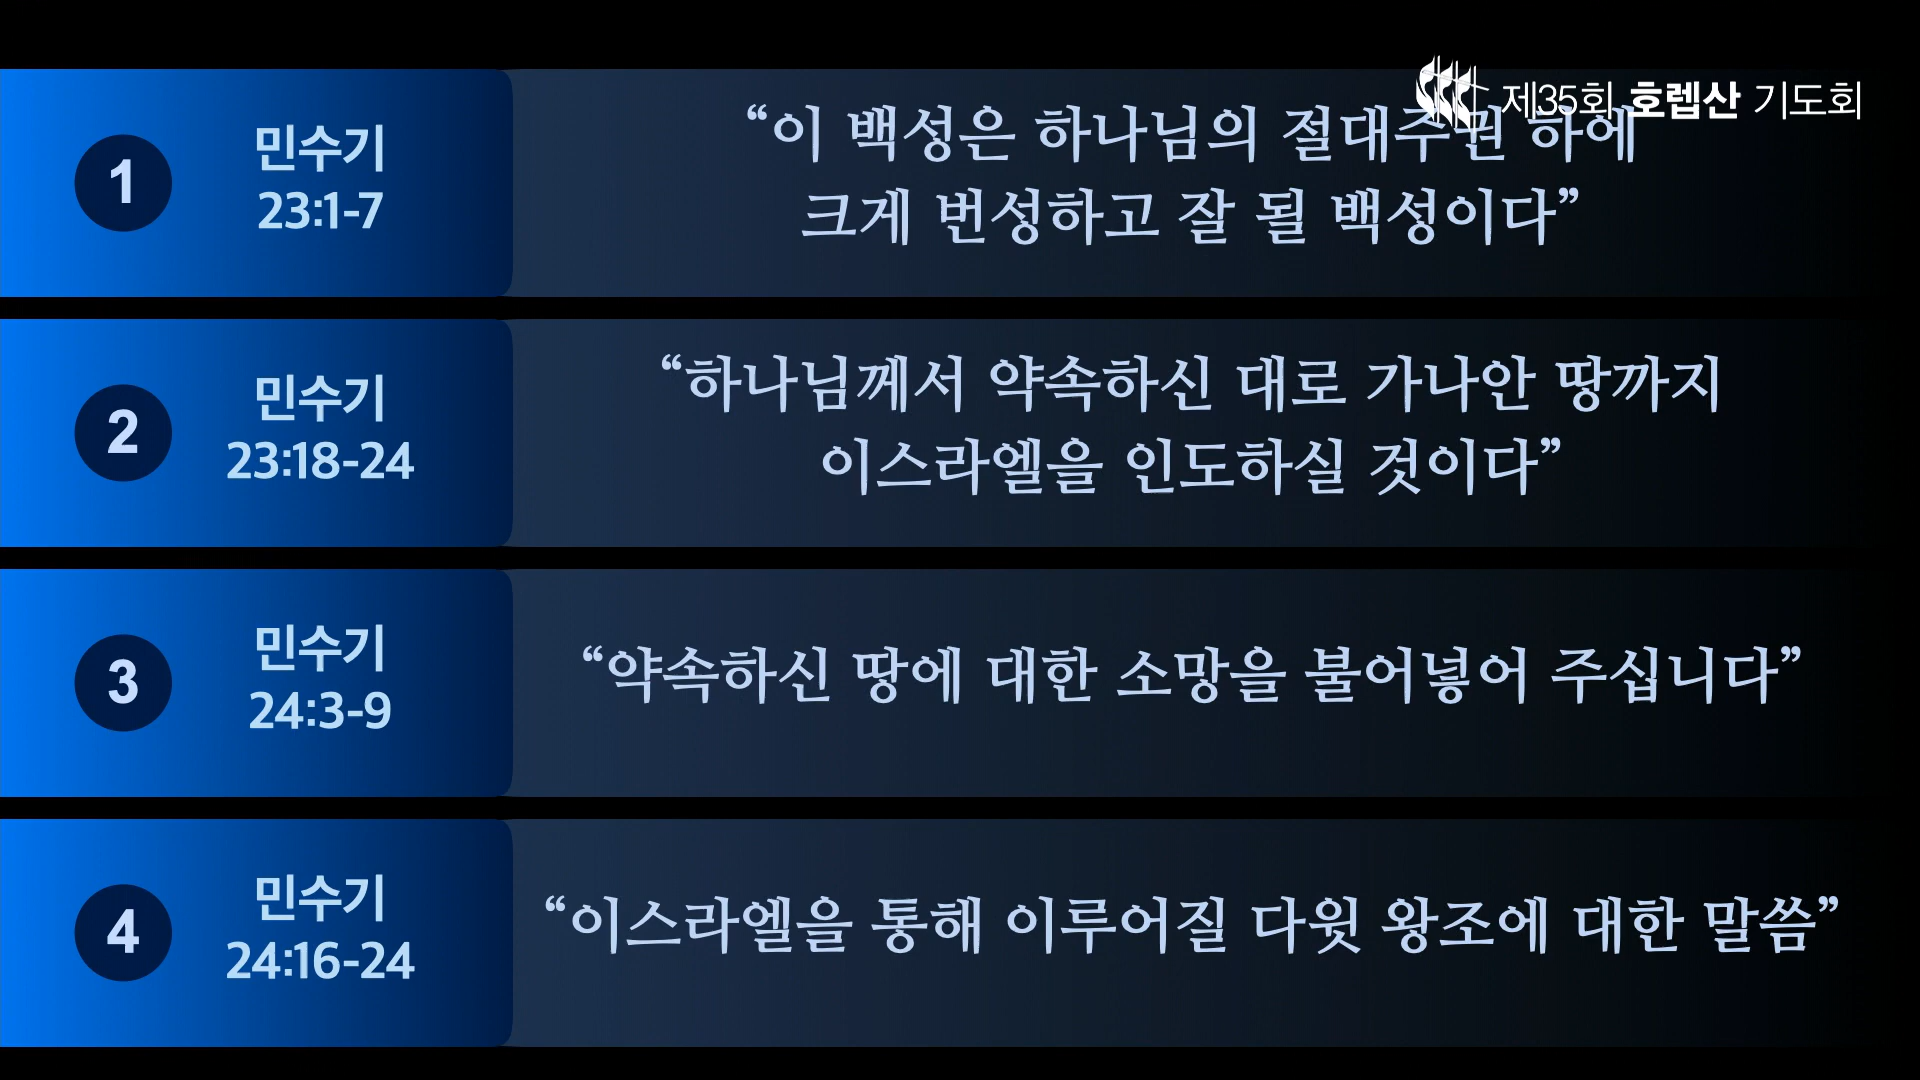 제35회 호렙산 기도회
1
민수기
23:1-7
“이 백성은 하나님의 절대주권 하에
크게 번성하고 잘 될 백성이다”
2
민수기
23:18-24
“하나님께서 약속하신 대로 가나안 땅까지
이스라엘을 인도하실 것이다”
3
민수기
24:3-9
“약속하신 땅에 대한 소망을 불어넣어 주십니다”
4
민수기
24:16-24
“이스라엘을 통해 이루어질 다윗 왕조에 대한 말씀”